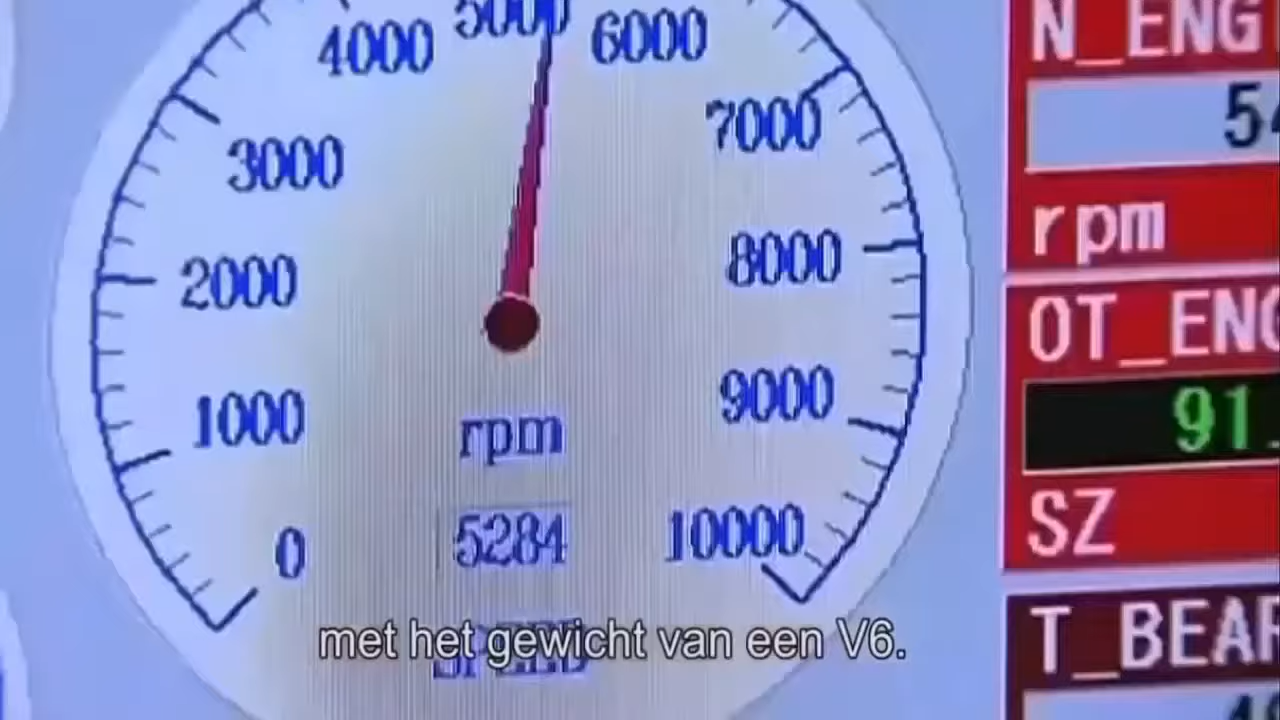 5000
4000
6000
7000
3000
8000
2000
9000
1000
rpm
0
5284
10000
SPEED
met het gewicht van een V6.
N_ENG
54
rpm
OT_ENG
91.
SZ
T_BEAR